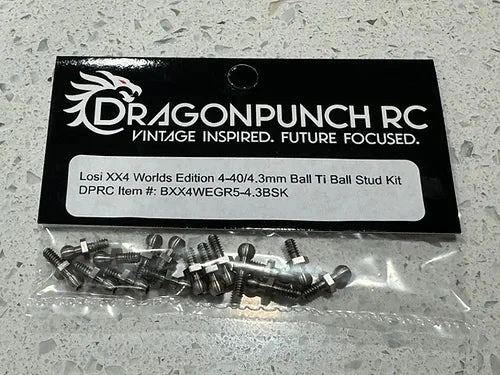 DRAGONPUNCH RC
VINTAGE INSPIRED. FUTURE FOCUSED.
Losi XX4 Worlds Edition 4-40/4.3mm Ball Ti Ball Stud Kit
DPRC Item #: BXX4WEGR5-4.3BSK